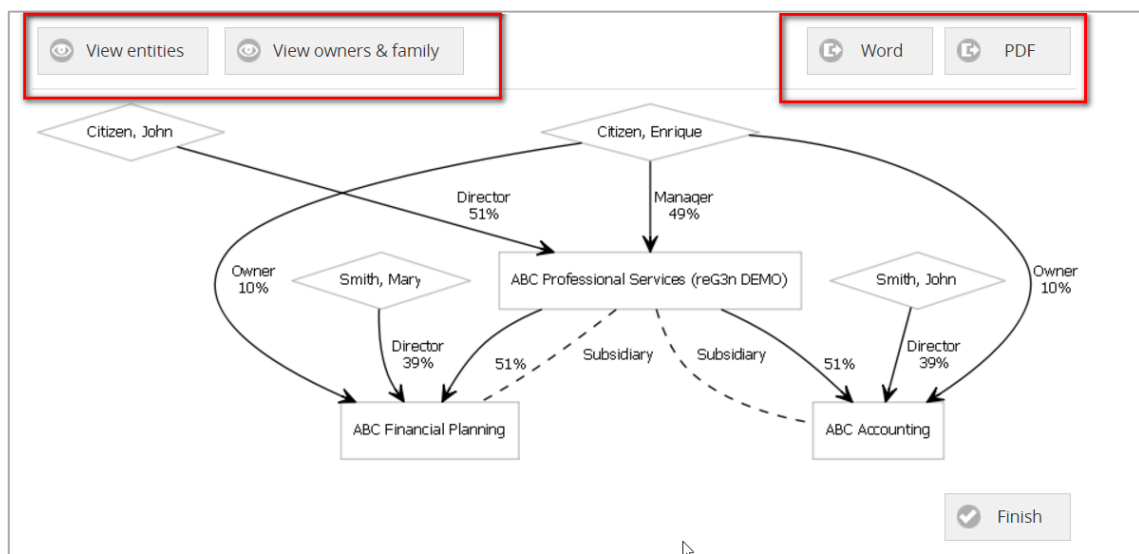 View entities
View owners & family
Word
PDF
Citizen, John
Citizen, Enrique
Director
51%
Manager
49%
Owner
10%
Smith, Mary
ABC Professional Services (reG3n DEMO)
Smith, John
Owner
10%
Director
39%
51%
Subsidiary
Subsidiary
51%
Director
39%
ABC Financial Planning
ABC Accounting
Finish